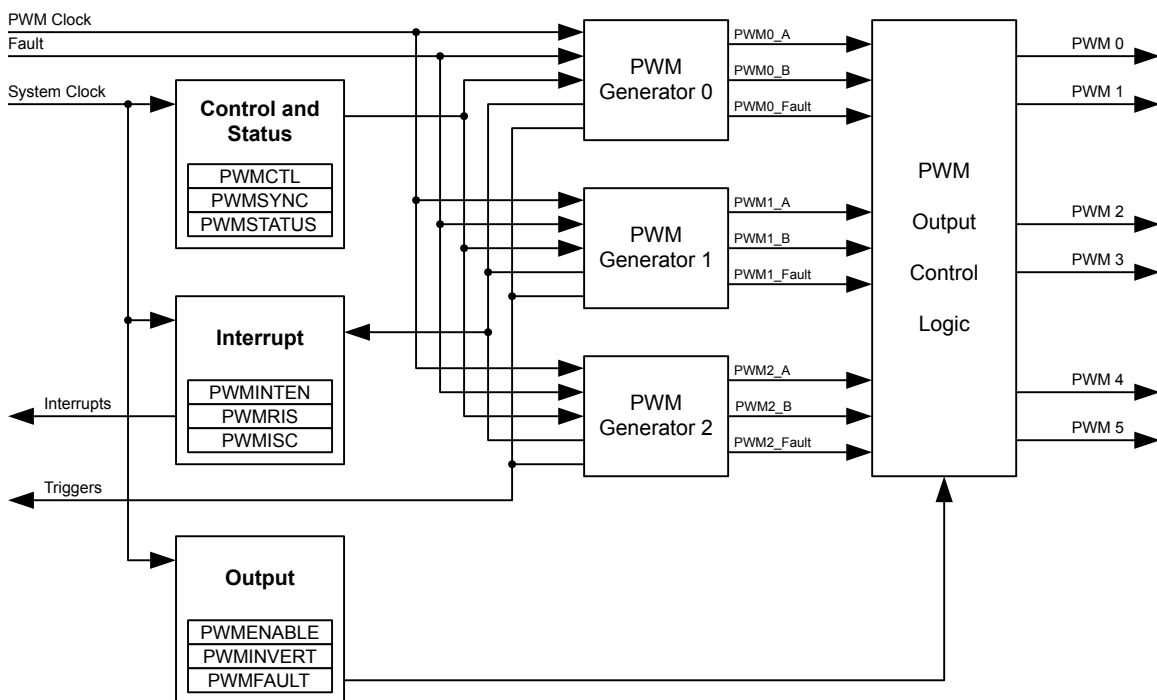 PWM Clock
Fault
System Clock
Control and
Status
PWMCTL
PWMSYNC
PWMSTATUS
Interrupt
PWMINTEN
PWMRIS
PWMISC
Interrupts
Triggers
Output
PWMENABLE
PWMINVERT
PWMFAULT
PWM
Generator 0
PWM0_A
PWM0_B
PWM0_Fault
PWM
Generator 1
PWM1_A
PWM1_B
PWM1_Fault
PWM
Generator 2
PWM2_A
PWM2_B
PWM2_Fault
PWM
Output
Control
Logic
PWM 0
PWM 1
PWM 2
PWM 3
PWM 4
PWM 5